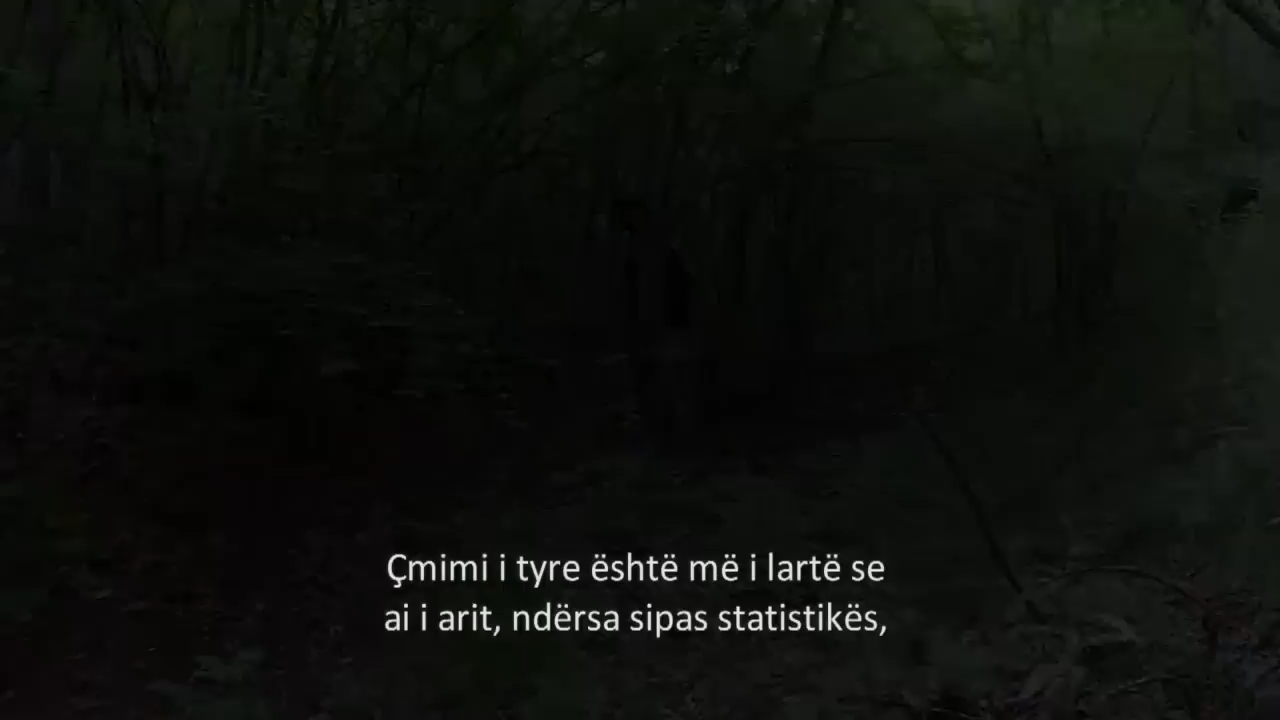 Çmimi i tyre është më i lartë se
ai i arit, ndërsa sipas statistikës,